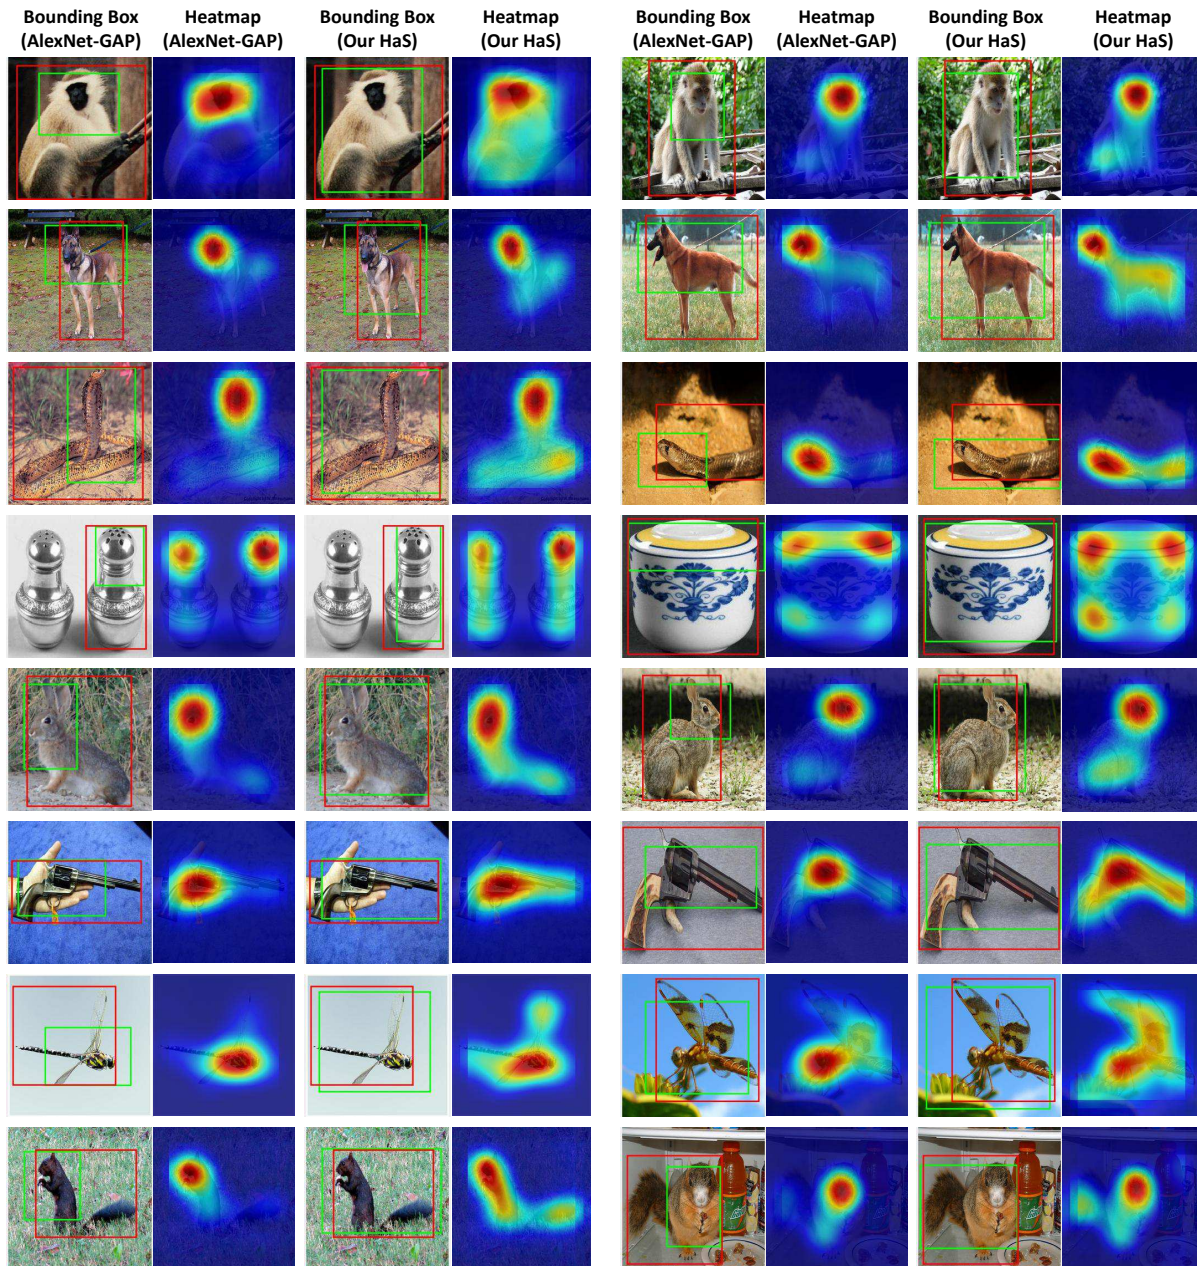 Bounding Box Heatmap Bounding Box Heatmap Bounding Box Heatmap Bounding Box Heatmap
(AlexNet-GAP) (AlexNet-GAP) (Our HaS) (Our HaS) (AlexNet-GAP) (AlexNet-GAP) (Our HaS) (Our HaS)